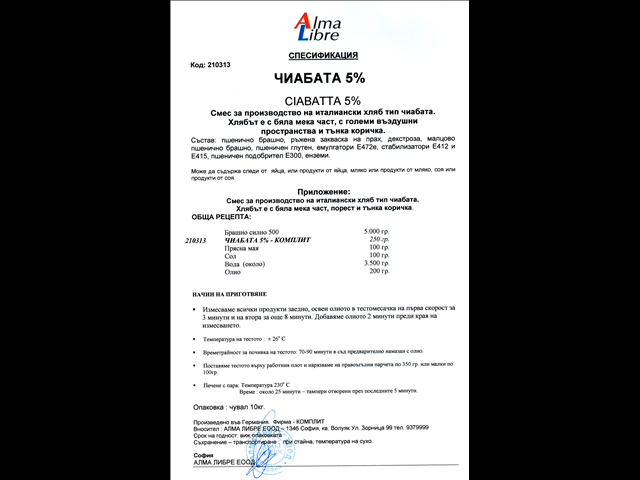 Alma
Libre
СПЕСИФИКАЦИЯ
Код: 210313
ЧИАБАТА 5%
CIABATTA 5%
Смес за производство на италиански хляб тип чиабата.
Хлябът е с бяла мека част, с големи въздушни
пространства и тънка коричка.
Състав: пшенично брашно, ръжена закваска на прах, декстроза, малцово
пшенично брашно, пшеничен глутен, емулгатори Е472е, стабилизатори Е412 и
Е415, пшеничен подобрител Е300, енземи.
Може да съдържа следи от яйца, или продукти от яйца, мляко или продукти от мляко, соя или
продукти от соя.
Приложение:
Смес за производство на италиански хляб тип чиабата.
Хлябът е с бяла мека част, порест и тънка коричка.
ОБЩА РЕЦЕПТА:
Брашно силно 500 5.000 гр.
210313 ЧИАБАТА 5% - КОМПЛИТ 250 гр.
Прясна мая 100 гр.
Сол 100 гр.
Вода (около) 3.500 гр.
Олио 200 гр.
НАЧИН НА ПРИГОТВЯНЕ
• Измесваме всички продукти заедно, освен олиото в тестомесачка на първа скорост за
3 минути и на втора за още 8 минути. Добавяме олиото 2 минути преди края на
измесването.
• Температура на тестото : ± 26° С
• Времетрайност за почивка на тестото: 70-90 минути в съд предварително намазан с олио.
• Поставяме тестото върху работния плот и нарязваме на правоъгълни парчета по 350 гр. или малки по
100гр.
• Печене с пара: Температура 230° С
Време : около 25 минути – тампери отворени през последните 5 минути.
Опаковка : чувал 10кг.
Произведено във Германия. Фирма - КОМПЛИТ
Вносител : АЛМА ЛИБРЕ ЕООД – 1346 София, кв. Волуяк Ул. Зорница 99 тел. 9379999
Срок на годност: виж опаковката
Съхранение – транспортиране : при стайна, температура на сухо.
София
АЛМА ЛИБРЕ ЕООД